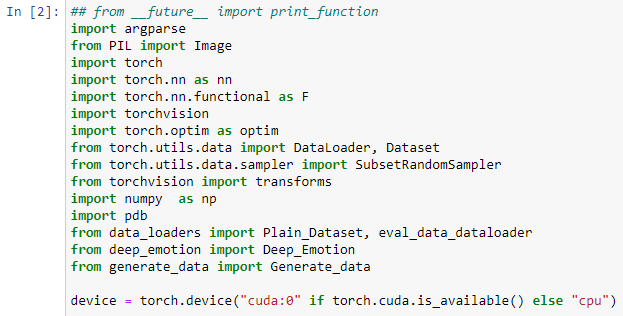 In [2]: ## from __future__ import print_function
import argparse
from PIL import Image
import torch
import torch.nn as nn
import torch.nn.functional as F
import torchvision
import torch.optim as optim
from torch.utils.data import DataLoader, Dataset
from torch.utils.data.sampler import SubsetRandomSampler
from torchvision import transforms
import numpy  as np
import pdb
from data_loaders import Plain_Dataset, eval_data_dataloader
from deep_emotion import Deep_Emotion
from generate_data import Generate_data

device = torch.device("cuda:0" if torch.cuda.is_available() else "cpu")